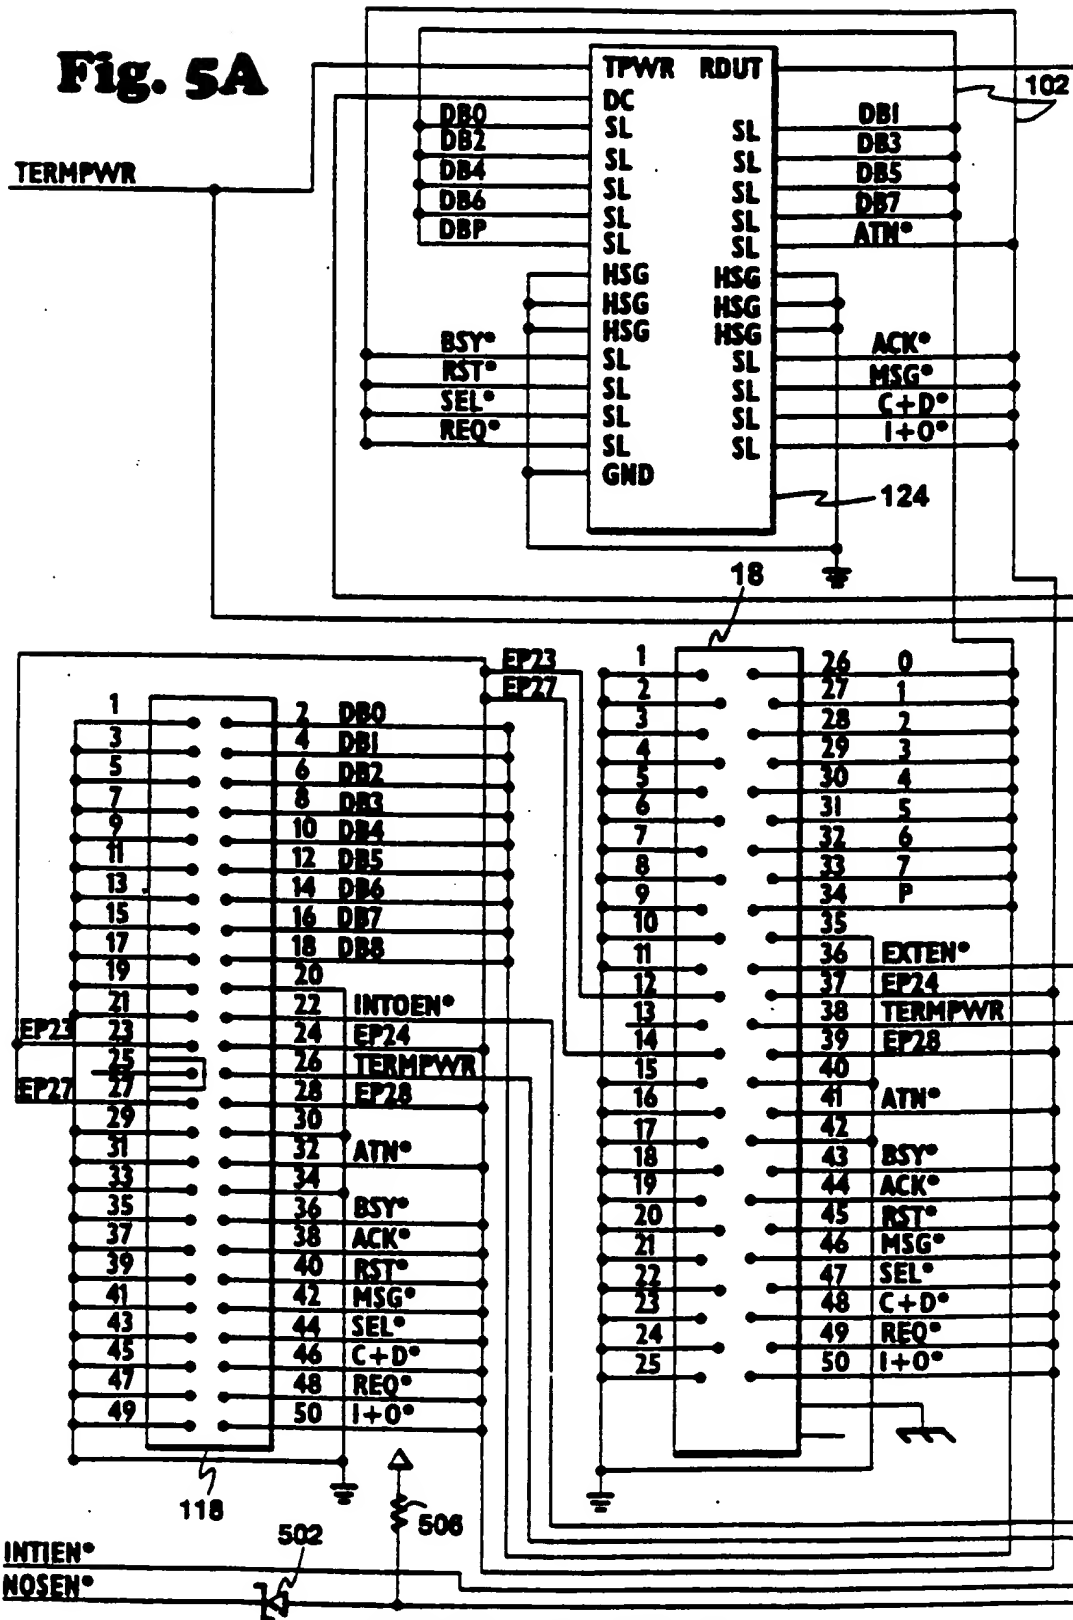 Fig. 5A
TPWR RDUT
102
DC
DB0 SL SL DB1
DB2 SL SL DB3
DB4 SL SL DB5
DB6 SL SL DB7
DBP SL SL ATN*
TERMPWR
HSG HSG
HSG HSG
HSG HSG
BSY* SL SL ACK*
RST* SL SL MSG*
SEL* SL SL C+D*
REQ* SL SL I+O*
GND
124
18
EP23
EP27
1 2 DB0
3 4 DB1
5 6 DB2
7 8 DB3
9 10 DB4
11 12 DB5
13 14 DB6
15 16 DB7
17 18 DB8
19 20
21 22 INTOEN*
EP23 23 24 EP24
25 26 TERMPWR
EP27 27 28 EP28
29 30
31 32 ATN*
33 34
35 36 BSY*
37 38 ACK*
39 40 RST*
41 42 MSG*
43 44 SEL*
45 46 C+D*
47 48 REQ*
49 50 I+O*
118
1 26 0
2 27 1
3 28 2
4 29 3
5 30 4
6 31 5
7 32 6
8 33 7
9 34 P
10 35
11 36 EXTEN*
12 37 EP24
13 38 TERMPWR
14 39 EP28
15 40
16 41 ATN*
17 42
18 43 BSY*
19 44 ACK*
20 45 RST*
21 46 MSG*
22 47 SEL*
23 48 C+D*
24 49 REQ*
25 50 I+O*
506
502
INTIEN*
NOSEN*